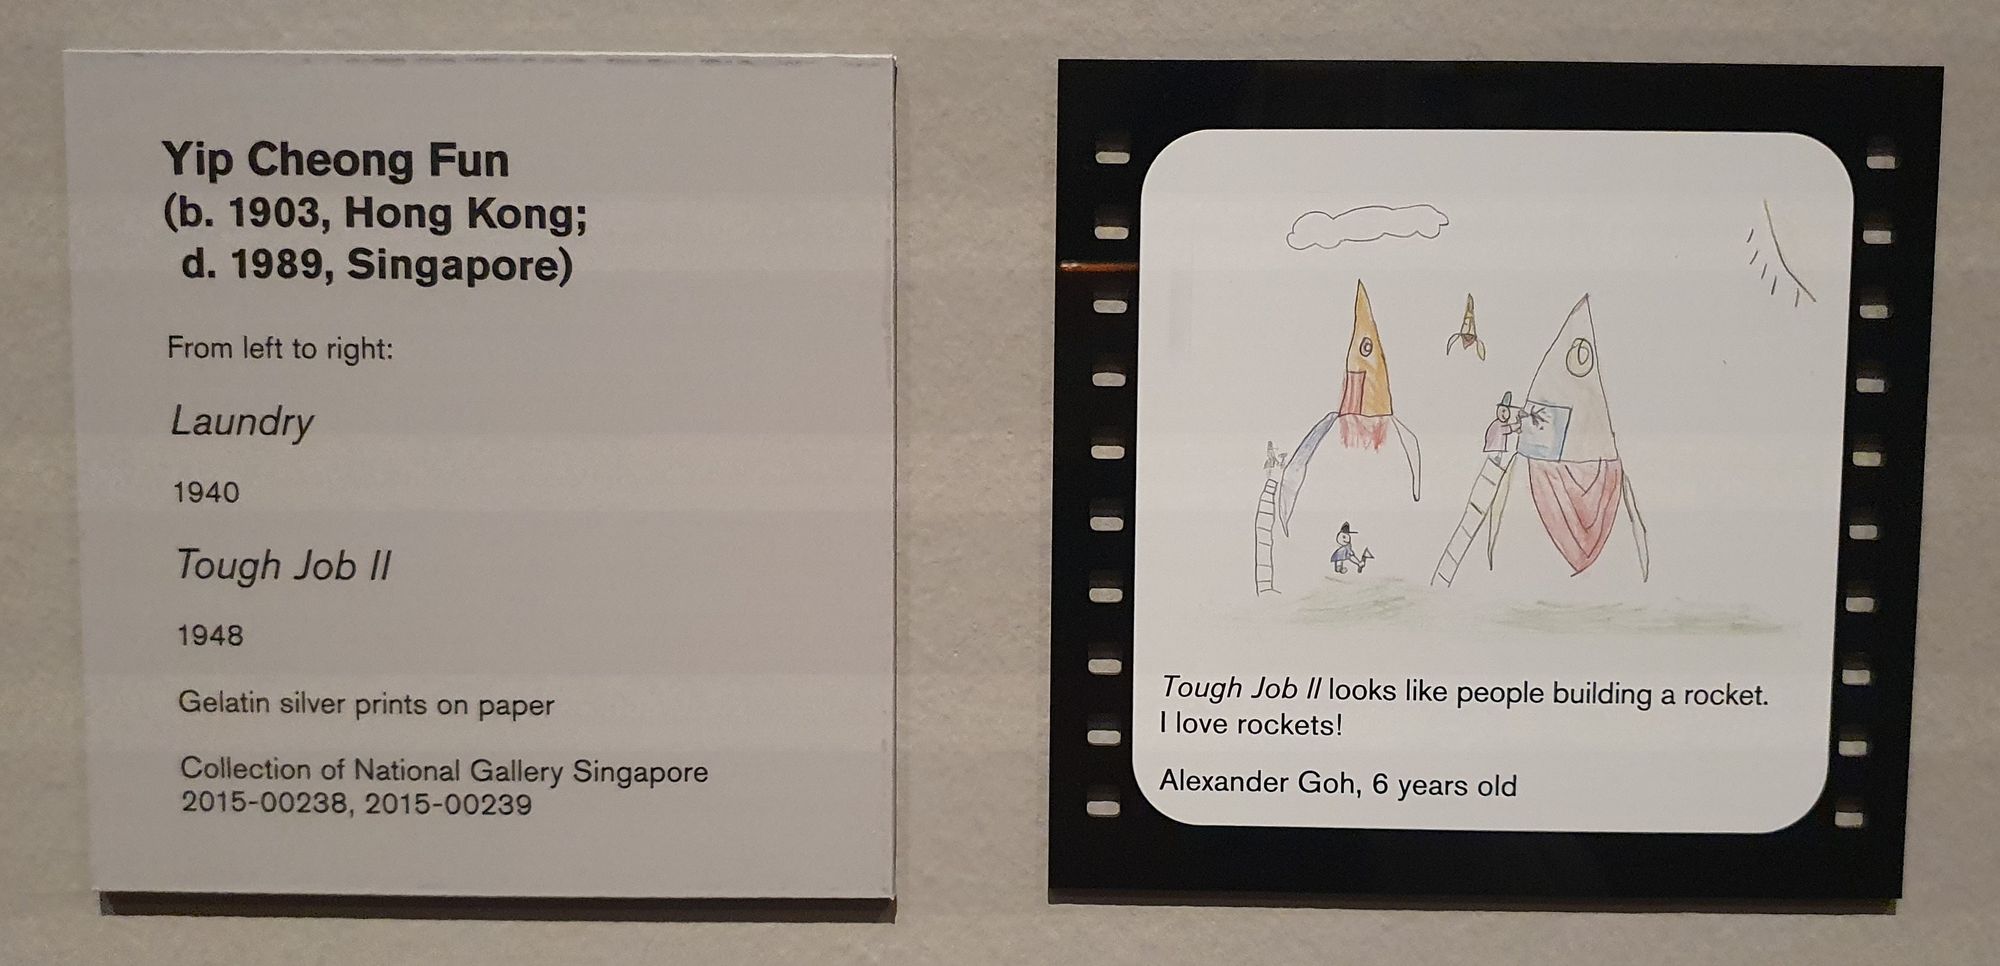 Yip Cheong Fun
(b. 1903, Hong Kong;
d. 1989, Singapore)
From left to right:
Laundry
1940
Tough Job II
1948
Gelatin silver prints on paper
Collection of National Gallery Singapore
2015-00238, 2015-00239
Tough Job II looks like people building a rocket.
I love rockets!
Alexander Goh, 6 years old